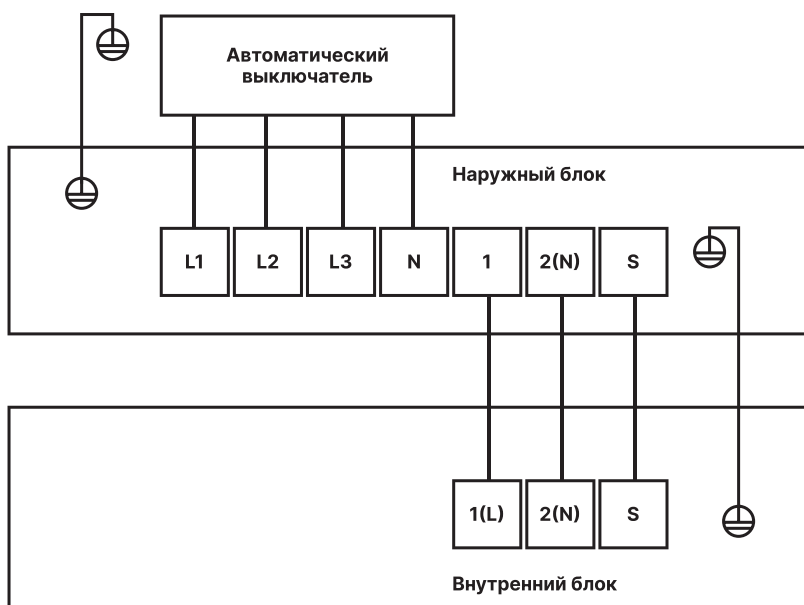 Автоматический
выключатель
Наружный блок
L1 L2 L3 N 1 2(N) S
1(L) 2(N) S
Внутренний блок